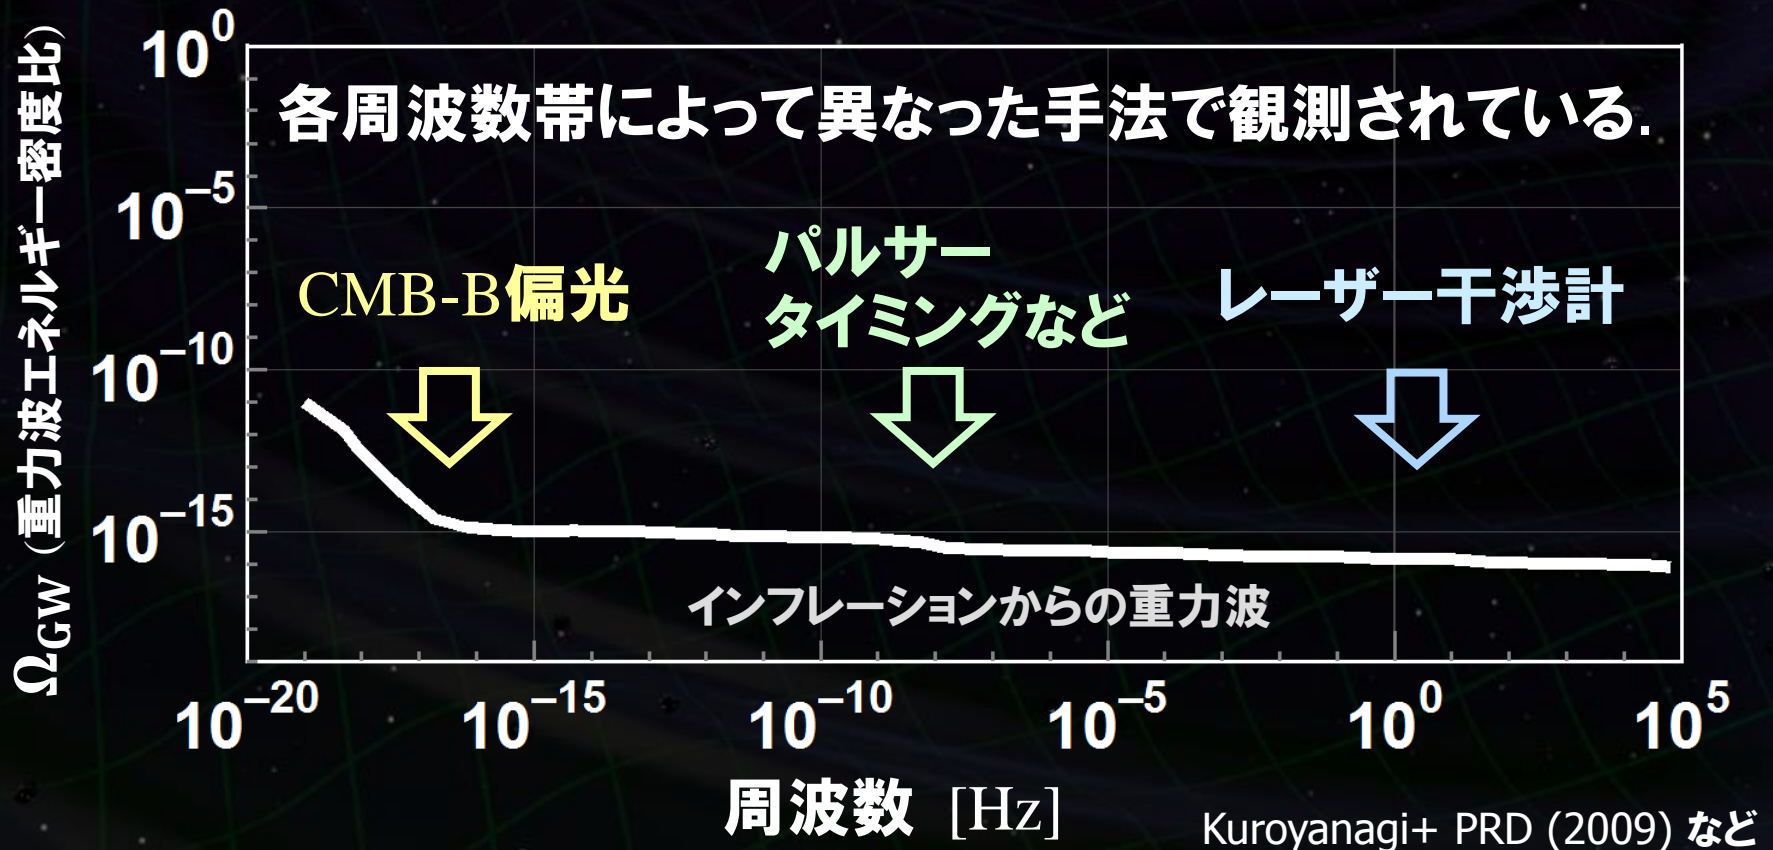 各周波数帯によって異なった手法で観測されている.
Ω_GW (重力波エネルギー密度比)
10^0
10^−5
10^−10
10^−15
CMB-B偏光
パルサー
タイミングなど
レーザー干渉計
インフレーションからの重力波
10^−20 10^−15 10^−10 10^−5 10^0 10^5
周波数 [Hz]
Kuroyanagi+ PRD (2009) など